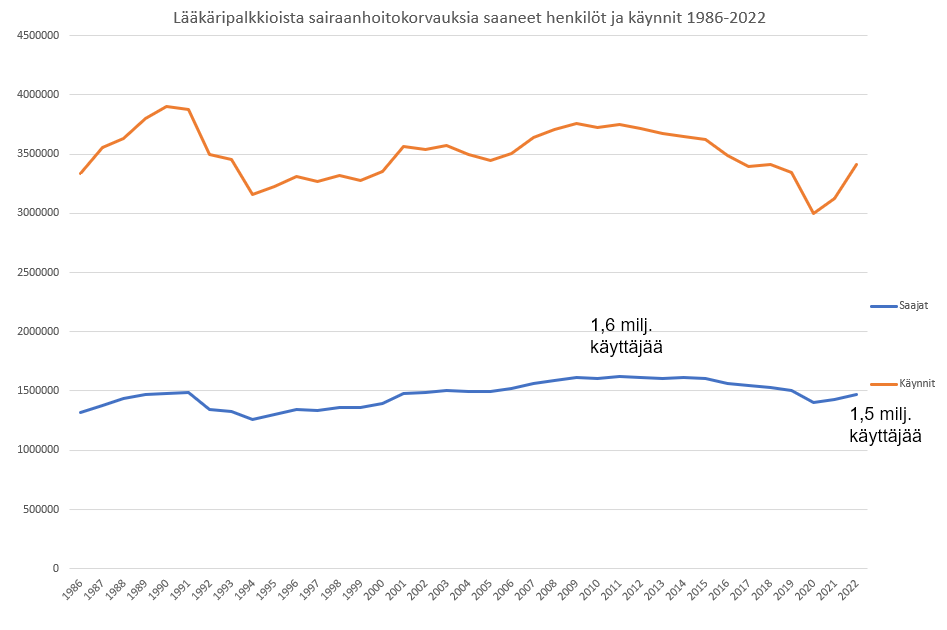 Lääkäripalkkioista sairaanhoitokorvauksia saaneet henkilöt ja käynnit 1986-2022
4500000
4000000
3500000
3000000
2500000
2000000
1500000
1000000
500000
0
1,6 milj.
käyttäjää
Saajat
Käynnit
1,5 milj.
käyttäjää
1986 1987 1988 1989 1990 1991 1992 1993 1994 1995 1996 1997 1998 1999 2000 2001 2002 2003 2004 2005 2006 2007 2008 2009 2010 2011 2012 2013 2014 2015 2016 2017 2018 2019 2020 2021 2022